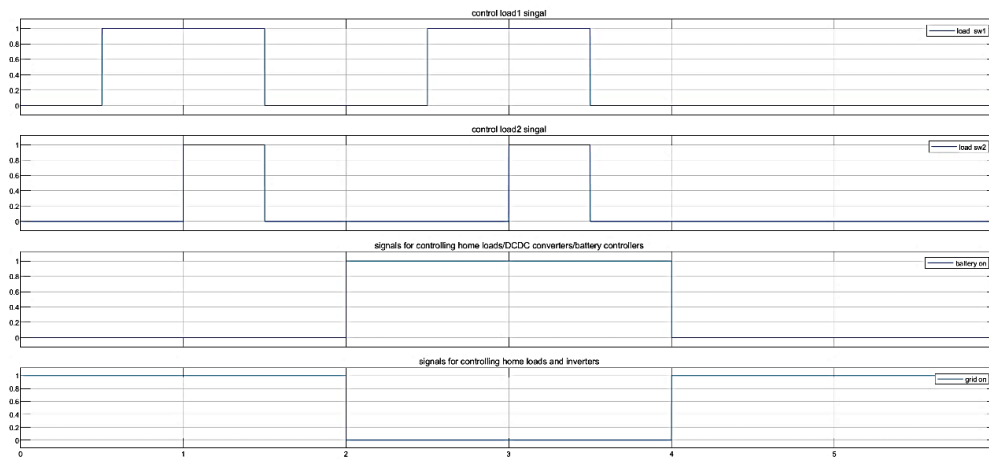 control load1 singal
load sw1
1
0.8
0.6
0.4
0.2
0
control load2 singal
load sw2
1
0.8
0.6
0.4
0.2
0
signals for controlling home loads/DCDC converters/battery controllers
battery on
1
0.8
0.6
0.4
0.2
0
signals for controlling home loads and inverters
grid on
1
0.8
0.6
0.4
0.2
0
0 1 2 3 4 5